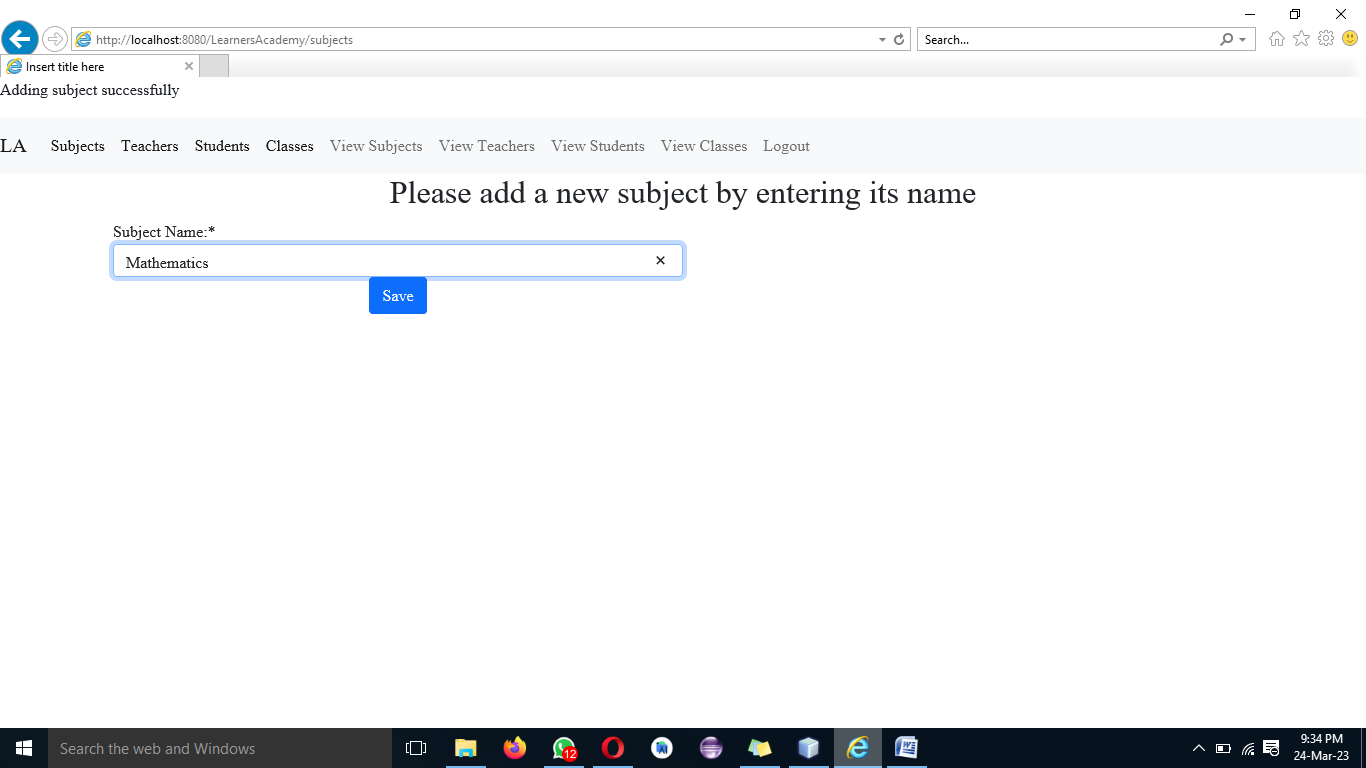 http://localhost:8080/LearnersAcademy/subjects
Search...
Insert title here
Adding subject successfully
LA Subjects Teachers Students Classes View Subjects View Teachers View Students View Classes Logout
Please add a new subject by entering its name
Subject Name:*
Mathematics
Save
Search the web and Windows
12
9:34 PM
24-Mar-23